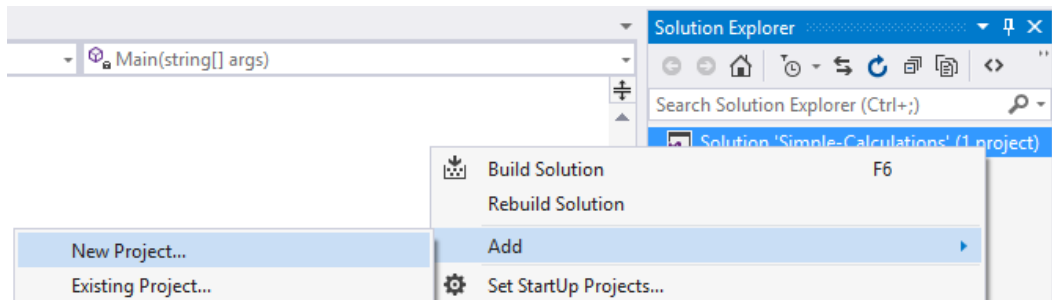 Solution Explorer
Main(string[] args)
Search Solution Explorer (Ctrl+;)
Solution 'Simple-Calculations' (1 project)
Build Solution F6
Rebuild Solution
New Project... Add
Existing Project... Set StartUp Projects...